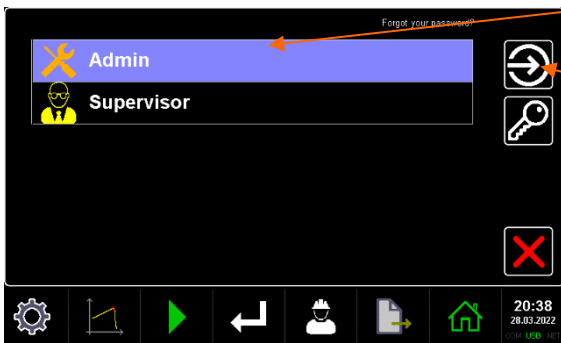 Forgot your password?
Admin
Supervisor
20:38
28.03.2022
COM USB NET